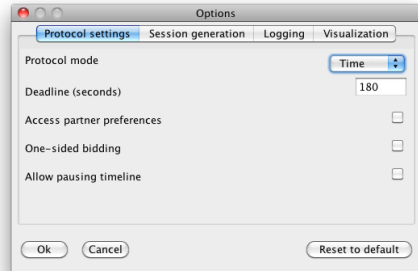 Options
Protocol settings Session generation Logging Visualization
Protocol mode Time
Deadline (seconds) 180
Access partner preferences
One-sided bidding
Allow pausing timeline
Ok Cancel Reset to default